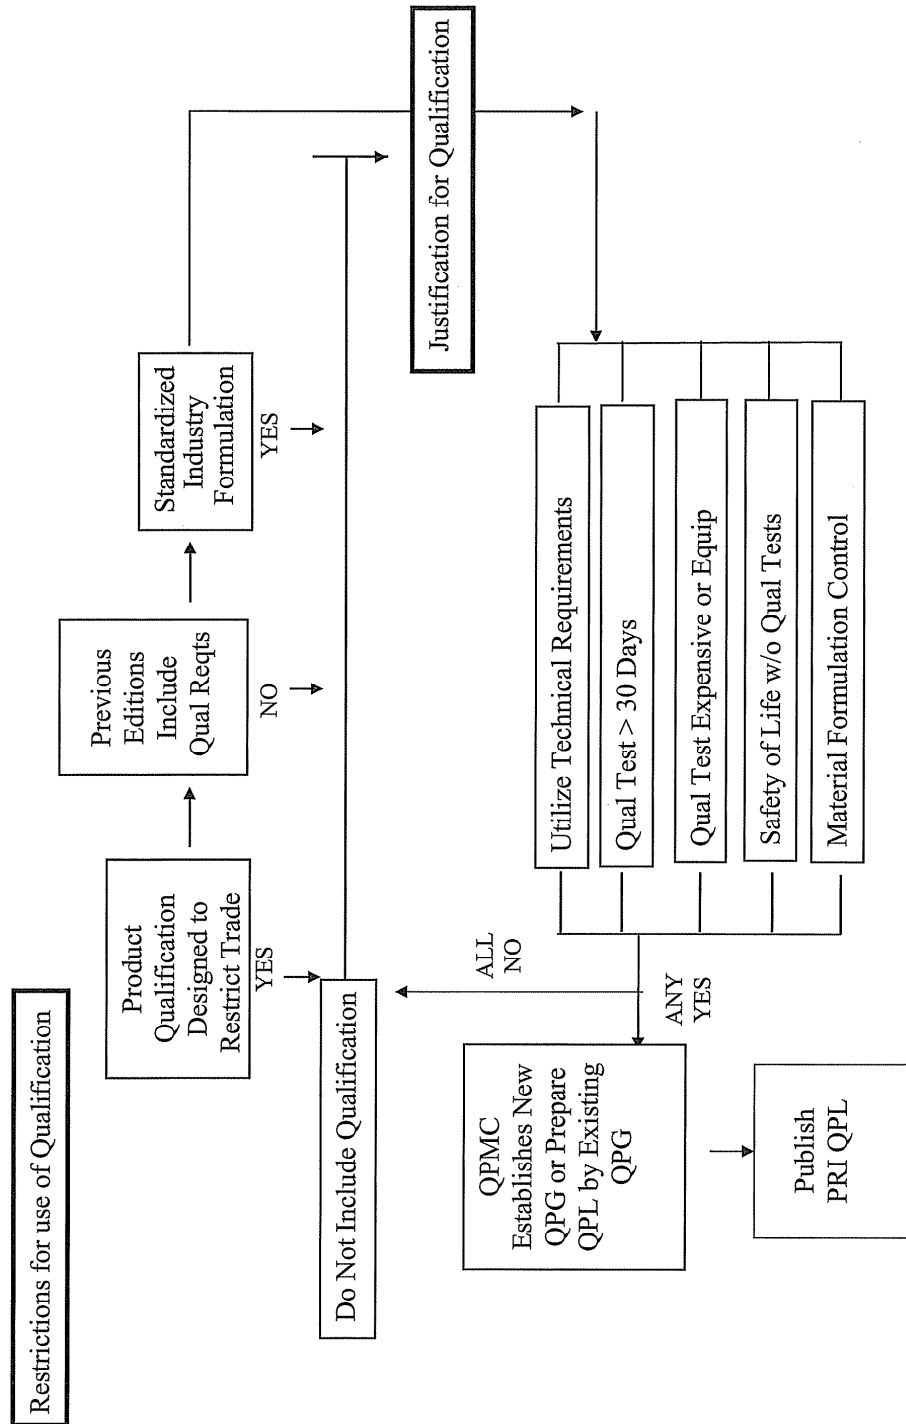 Restrictions for use of Qualification
Product
Qualification
Designed to
Restrict Trade
YES
Previous
Editions
Include
Qual Reqts
NO
Standardized
Industry
Formulation
YES
Do Not Include Qualification
Justification for Qualification
ALL
NO
ANY
YES
Utilize Technical Requirements
Qual Test > 30 Days
Qual Test Expensive or Equip
Safety of Life w/o Qual Tests
Material Formulation Control
QPMC
Establishes New
QPG or Prepare
QPL by Existing
QPG
Publish
PRI QPL